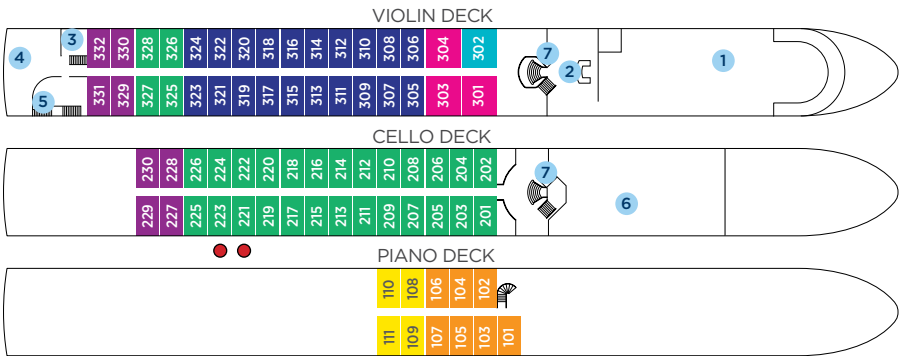 VIOLIN DECK
4
3
332 330 328 326 324 322 320 318 316 314 312 310 308 306 304 302
7
2
1
5
331 329 327 325 323 321 319 317 315 313 311 309 307 305 303 301
CELLO DECK
230 228 226 224 222 220 218 216 214 212 210 208 206 204 202
7
6
229 227 225 223 221 219 217 215 213 211 209 207 205 203 201
PIANO DECK
110 108 106 104 102
111 109 107 105 103 101